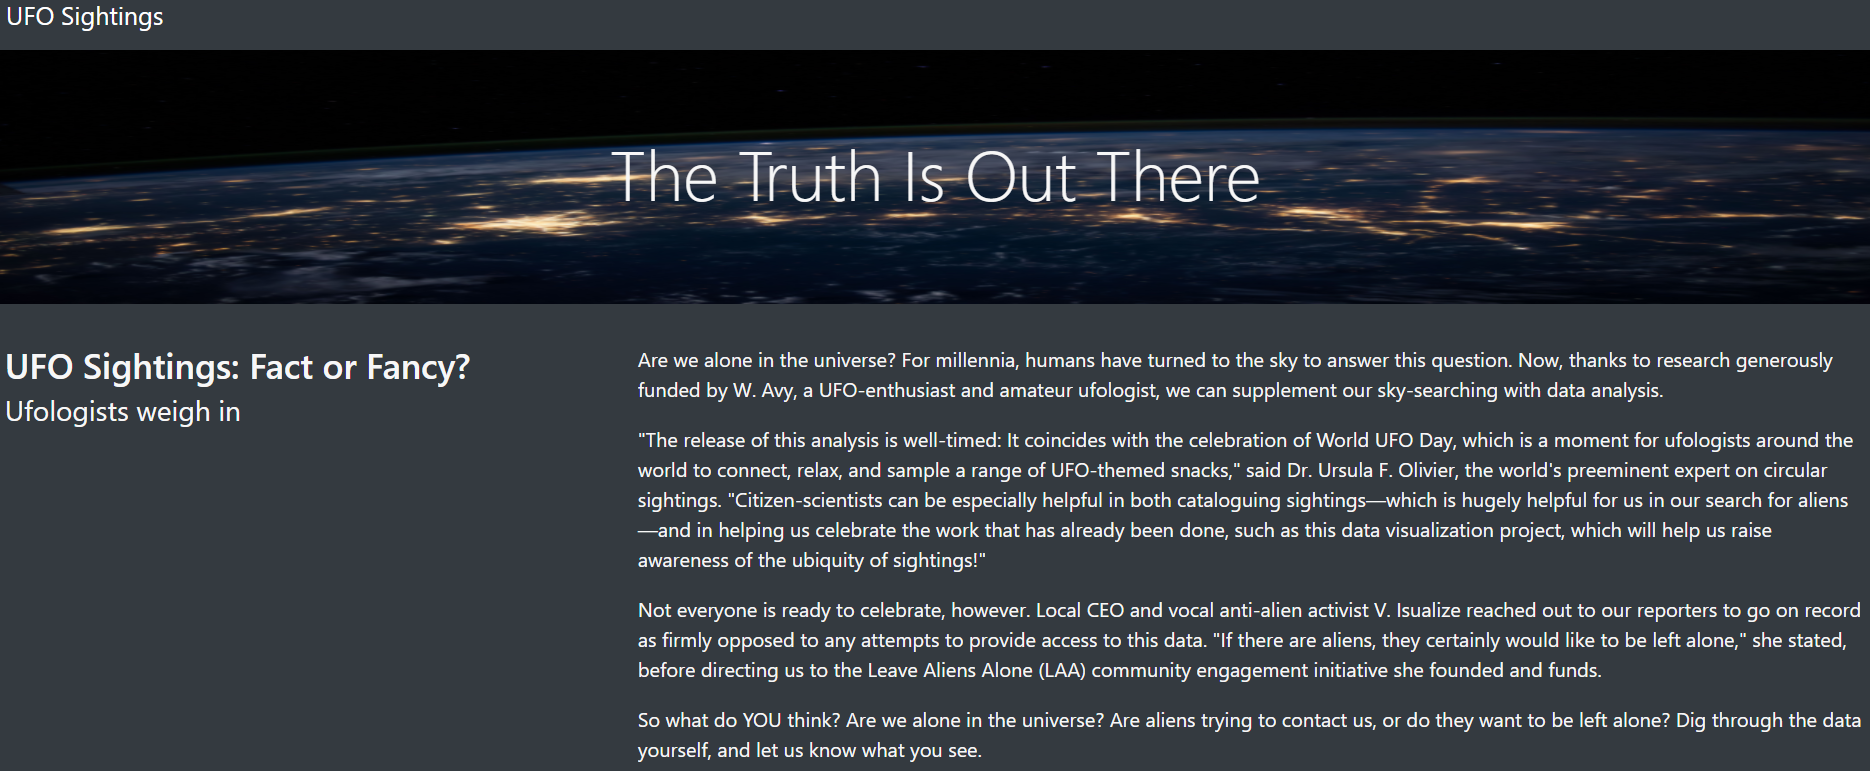 UFO Sightings
The Truth Is Out There
UFO Sightings: Fact or Fancy?
Ufologists weigh in
Are we alone in the universe? For millennia, humans have turned to the sky to answer this question. Now, thanks to research generously
funded by W. Avy, a UFO-enthusiast and amateur ufologist, we can supplement our sky-searching with data analysis.
"The release of this analysis is well-timed: It coincides with the celebration of World UFO Day, which is a moment for ufologists around the
world to connect, relax, and sample a range of UFO-themed snacks," said Dr. Ursula F. Olivier, the world's preeminent expert on circular
sightings. "Citizen-scientists can be especially helpful in both cataloguing sightings—which is hugely helpful for us in our search for aliens
—and in helping us celebrate the work that has already been done, such as this data visualization project, which will help us raise
awareness of the ubiquity of sightings!"
Not everyone is ready to celebrate, however. Local CEO and vocal anti-alien activist V. Isualize reached out to our reporters to go on record
as firmly opposed to any attempts to provide access to this data. "If there are aliens, they certainly would like to be left alone," she stated,
before directing us to the Leave Aliens Alone (LAA) community engagement initiative she founded and funds.
So what do YOU think? Are we alone in the universe? Are aliens trying to contact us, or do they want to be left alone? Dig through the data
yourself, and let us know what you see.